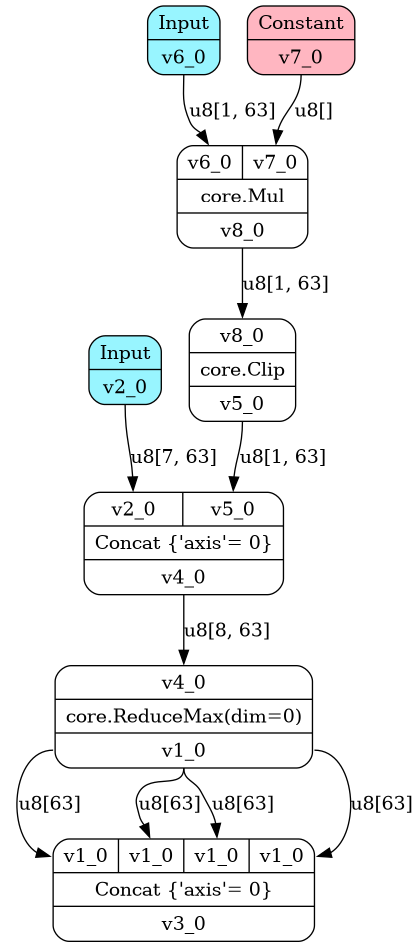 Input
v6_0
Constant
v7_0
u8[1, 63]
u8[]
v6_0 v7_0
core.Mul
v8_0
u8[1, 63]
Input
v2_0
v8_0
core.Clip
v5_0
u8[7, 63]
u8[1, 63]
v2_0 v5_0
Concat {'axis'= 0}
v4_0
u8[8, 63]
v4_0
core.ReduceMax(dim=0)
v1_0
u8[63] u8[63] u8[63] u8[63]
v1_0 v1_0 v1_0 v1_0
Concat {'axis'= 0}
v3_0